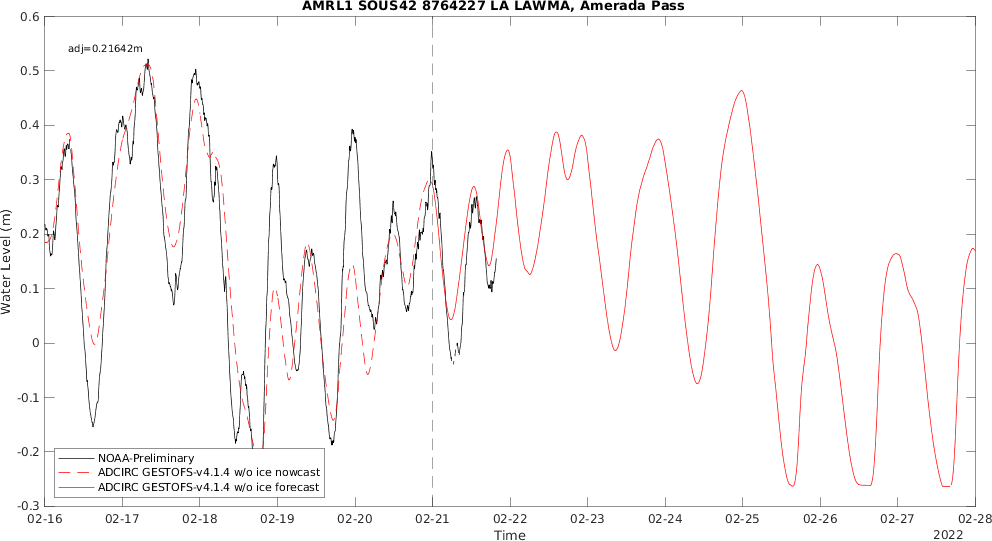 AMRL1 SOUS42 8764227 LA LAWMA, Amerada Pass
adj=0.21642m
Water Level (m)
0.6
0.5
0.4
0.3
0.2
0.1
0
-0.1
-0.2
-0.3
NOAA-Preliminary
ADCIRC GESTOFS-v4.1.4 w/o ice nowcast
ADCIRC GESTOFS-v4.1.4 w/o ice forecast
02-16 02-17 02-18 02-19 02-20 02-21 02-22 02-23 02-24 02-25 02-26 02-27 02-28
Time
2022